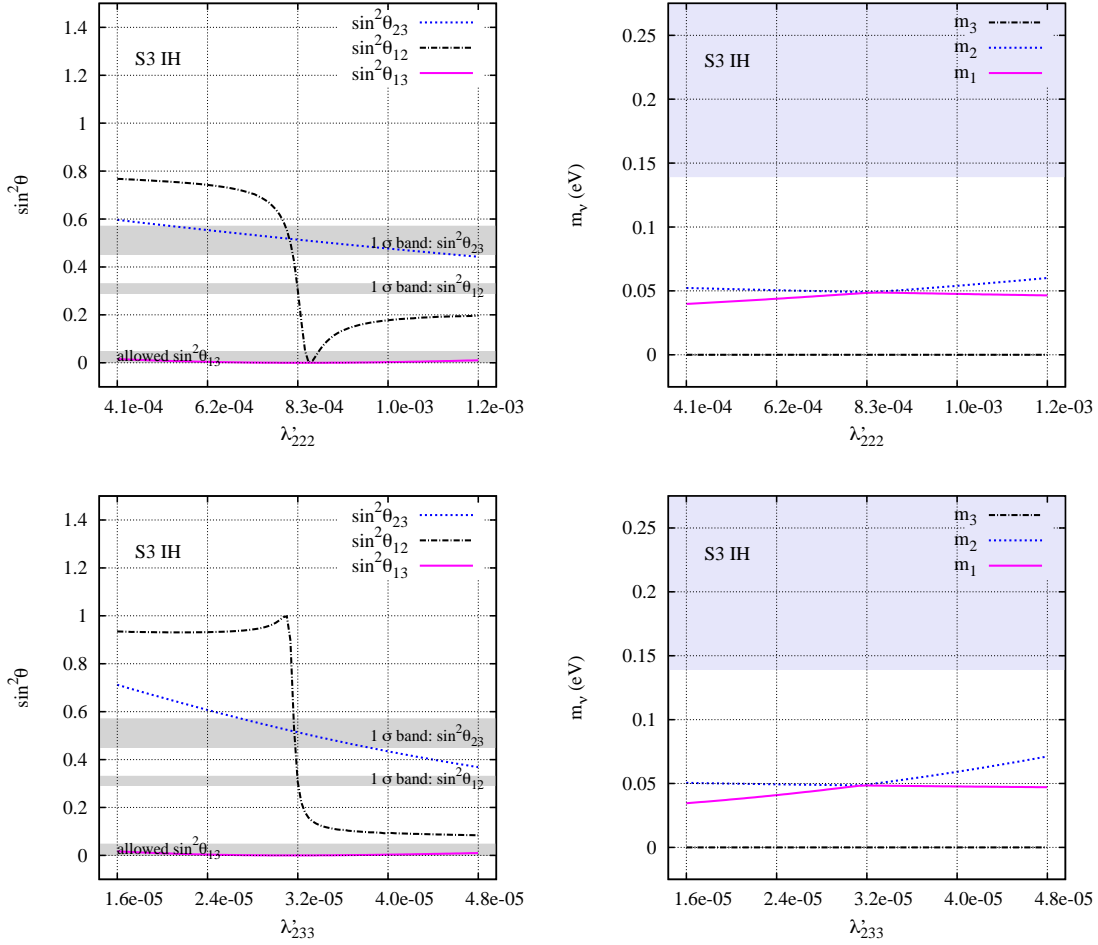 1.4
1.2
1
0.8
0.6
0.4
0.2
0
sin²θ
S3 IH
sin²θ₂₃
sin²θ₁₂
sin²θ₁₃
1 σ band: sin²θ₂₃
1 σ band: sin²θ₁₂
allowed sin²θ₁₃
4.1e-04 6.2e-04 8.3e-04 1.0e-03 1.2e-03
λ'₂₂₂
0.25
0.2
0.15
0.1
0.05
0
m_ν (eV)
S3 IH
m₃
m₂
m₁
4.1e-04 6.2e-04 8.3e-04 1.0e-03 1.2e-03
λ'₂₂₂
1.4
1.2
1
0.8
0.6
0.4
0.2
0
sin²θ
S3 IH
sin²θ₂₃
sin²θ₁₂
sin²θ₁₃
1 σ band: sin²θ₂₃
1 σ band: sin²θ₁₂
allowed sin²θ₁₃
1.6e-05 2.4e-05 3.2e-05 4.0e-05 4.8e-05
λ'₂₃₃
0.25
0.2
0.15
0.1
0.05
0
m_ν (eV)
S3 IH
m₃
m₂
m₁
1.6e-05 2.4e-05 3.2e-05 4.0e-05 4.8e-05
λ'₂₃₃